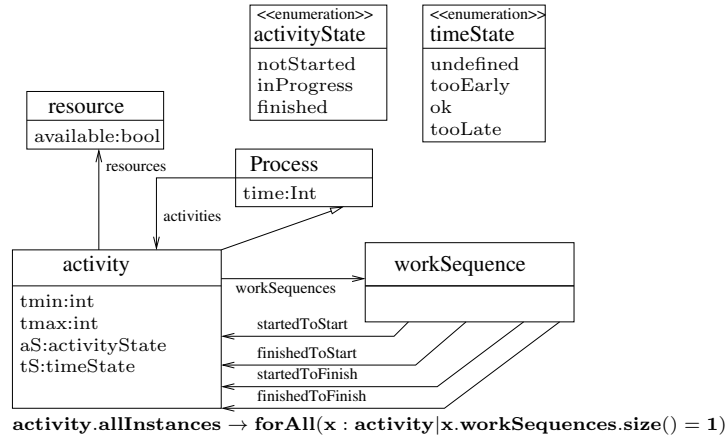 <<enumeration>>
activityState
notStarted
inProgress
finished
<<enumeration>>
timeState
undefined
tooEarly
ok
tooLate
resource
available:bool
resources
Process
time:Int
activities
activity
tmin:int
tmax:int
aS:activityState
tS:timeState
workSequences
workSequence
startedToStart
finishedToStart
startedToFinish
finishedToFinish
activity.allInstances → forAll(x : activity|x.workSequences.size() = 1)